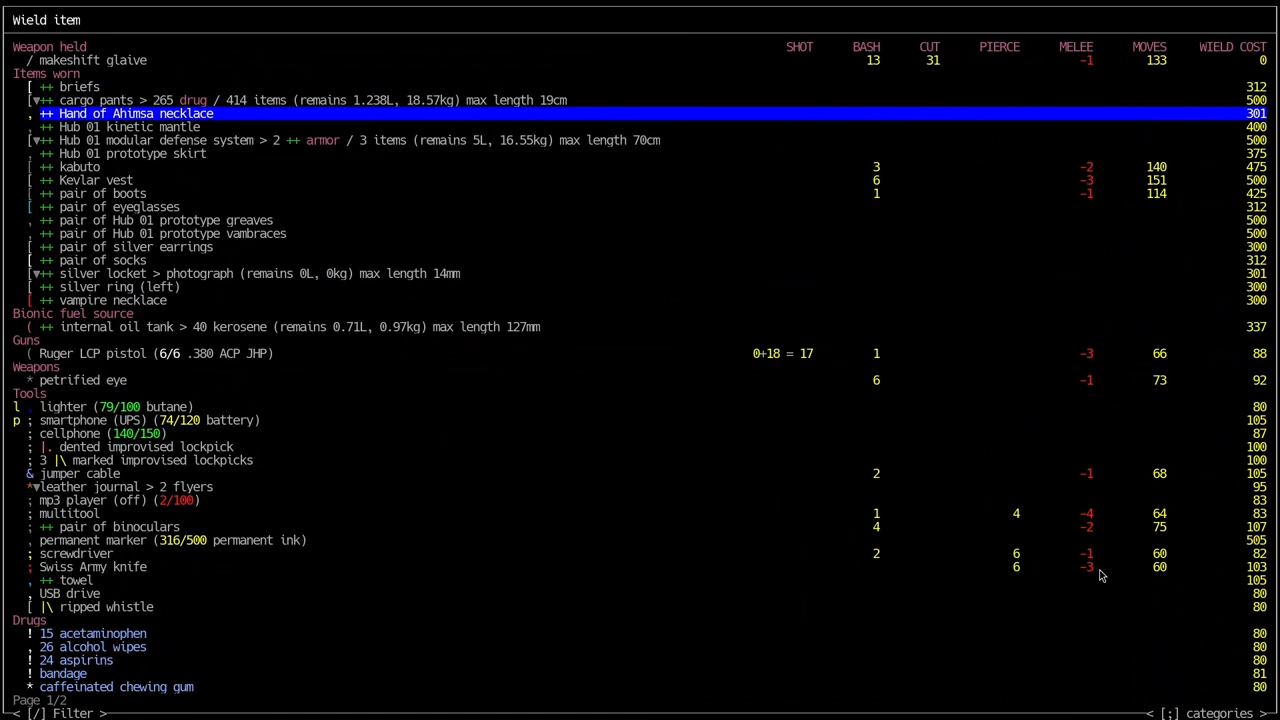 Wield item
Weapon held SHOT BASH CUT PIERCE MELEE MOVES WIELD COST
/ makeshift glaive 13 31 -1 133 0
Items worn
[ ++ briefs 312
[▼++ cargo pants > 265 drug / 414 items (remains 1.238L, 18.57kg) max length 19cm 500
, ++ Hand of Ahimsa necklace 301
, ++ Hub 01 kinetic mantle 400
[▼++ Hub 01 modular defense system > 2 ++ armor / 3 items (remains 5L, 16.55kg) max length 70cm 500
, ++ Hub 01 prototype skirt 375
[ ++ kabuto 3 -2 140 475
[ ++ Kevlar vest 6 -3 151 500
[ ++ pair of boots 1 -1 114 425
[ ++ pair of eyeglasses 312
, ++ pair of Hub 01 prototype greaves 500
, ++ pair of Hub 01 prototype vambraces 500
[ ++ pair of silver earrings 300
[ ++ pair of socks 312
[▼++ silver locket > photograph (remains 0L, 0kg) max length 14mm 301
[ ++ silver ring (left) 300
[ ++ vampire necklace 300
Bionic fuel source
( ++ internal oil tank > 40 kerosene (remains 0.71L, 0.97kg) max length 127mm 337
Guns
( Ruger LCP pistol (6/6 .380 ACP JHP) 0+18 = 17 1 -3 66 88
Weapons
* petrified eye 6 -1 73 92
Tools
l , lighter (79/100 butane) 80
p ; smartphone (UPS) (74/120 battery) 105
; cellphone (140/150) 87
; |. dented improvised lockpick 100
; 3 |\ marked improvised lockpicks 100
& jumper cable 2 -1 68 105
*▼leather journal > 2 flyers 95
; mp3 player (off) (2/100) 83
; multitool 1 4 -4 64 83
; ++ pair of binoculars 4 -2 75 107
, permanent marker (316/500 permanent ink) 505
; screwdriver 2 6 -1 60 82
; Swiss Army knife 6 -3 60 103
, ++ towel 105
, USB drive 80
[ |\ ripped whistle 80
Drugs
! 15 acetaminophen 80
, 26 alcohol wipes 80
! 24 aspirins 80
! bandage 81
* caffeinated chewing gum 80
Page 1/2
< [/] Filter > < [;] categories >